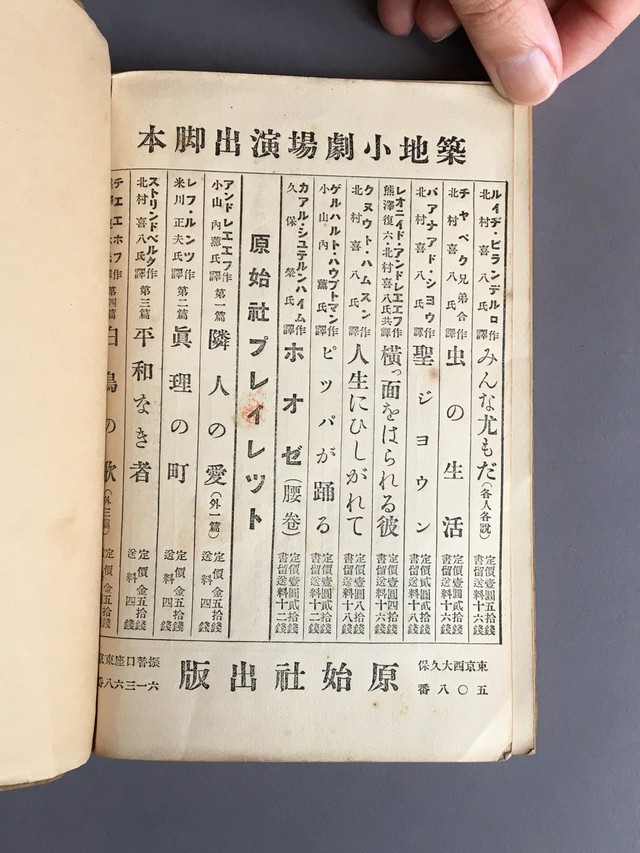 築地小劇場演出脚本
ルイヂ・ピランデルロ作
北村喜八氏譯
みんな尤もだ(各人各説)
定價壹圓五拾錢
書留送料十六錢
チヤペク兄弟合作
北村喜八氏譯
虫の生活
定價壹圓貳拾錢
書留送料十六錢
バアナアド・シヨウ作
北村喜八氏譯
聖ジヨウン
定價貳圓貳拾錢
書留送料十八錢
レオニイド・アンドレエフ作
熊澤復六・北村喜八氏共譯
横っ面をはられる彼
定價壹圓四拾錢
書留送料十六錢
クヌウト・ハムスン作
北村喜八氏譯
人生にひしがれて
定價壹圓八拾錢
書留送料十八錢
ゲルハルト・ハウプトマン作
小山内薫氏譯
ピツパが踊る
定價壹圓貳拾錢
書留送料十二錢
カアル・シユテルンハイム作
久保榮氏譯
ホオゼ(腰卷)
定價壹圓貳拾錢
書留送料十二錢
原始社プレイレツト
アンドレエエフ作
小山内薫氏譯
第一篇
隣人の愛(外一篇)
定價金五拾錢
送料四錢
レフ・ルンツ作
米川正夫氏譯
第二篇
眞理の町
定價金五拾錢
送料四錢
ストリンドベルク作
北村喜八氏譯
第三篇
平和なき者
定價金五拾錢
送料四錢
チエエホフ作
第四篇
白鳥の歌(外三篇)
定價金五拾錢
東京西大久保
五〇八番
原始社出版
振替口座東京
六一三六八番